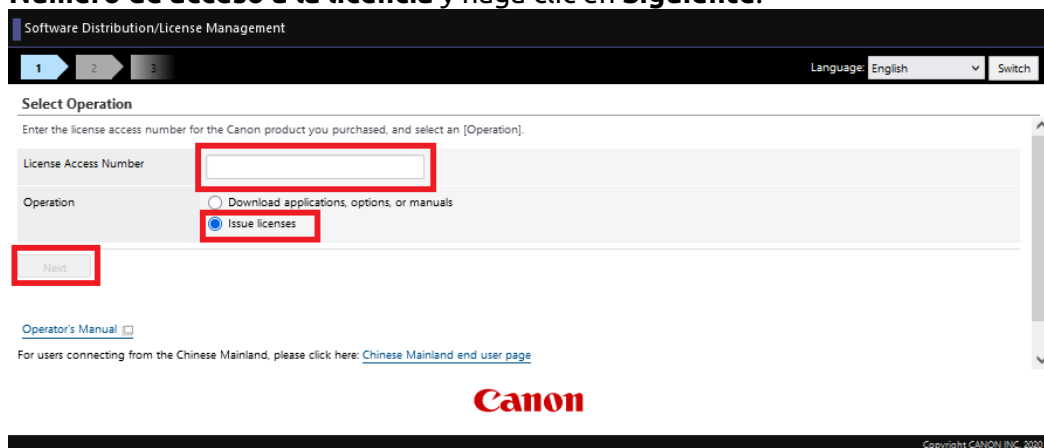 Número de acceso a la licencia y haga clic en Siguiente.
Software Distribution/License Management
1 2 3 Language: English Switch
Select Operation
Enter the license access number for the Canon product you purchased, and select an [Operation].
License Access Number
Operation Download applications, options, or manuals
Issue licenses
Next
Operator's Manual
For users connecting from the Chinese Mainland, please click here: Chinese Mainland end user page
Canon
Copyright CANON INC. 2020